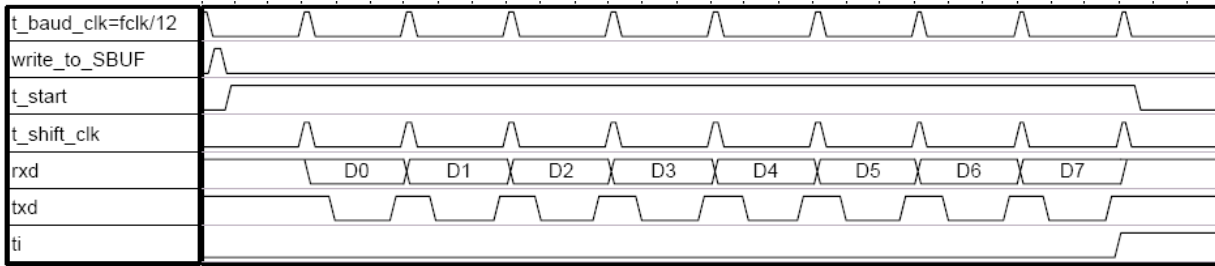 t_baud_clk=fclk/12
write_to_SBUF
t_start
t_shift_clk
rxd D0 D1 D2 D3 D4 D5 D6 D7
txd
ti